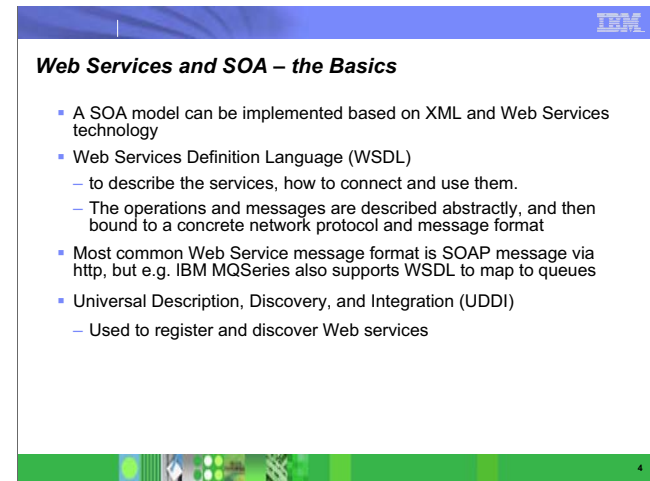 IBM
Web Services and SOA – the Basics
▪ A SOA model can be implemented based on XML and Web Services
technology
▪ Web Services Definition Language (WSDL)
– to describe the services, how to connect and use them.
– The operations and messages are described abstractly, and then
bound to a concrete network protocol and message format
▪ Most common Web Service message format is SOAP message via
http, but e.g. IBM MQSeries also supports WSDL to map to queues
▪ Universal Description, Discovery, and Integration (UDDI)
– Used to register and discover Web services
4